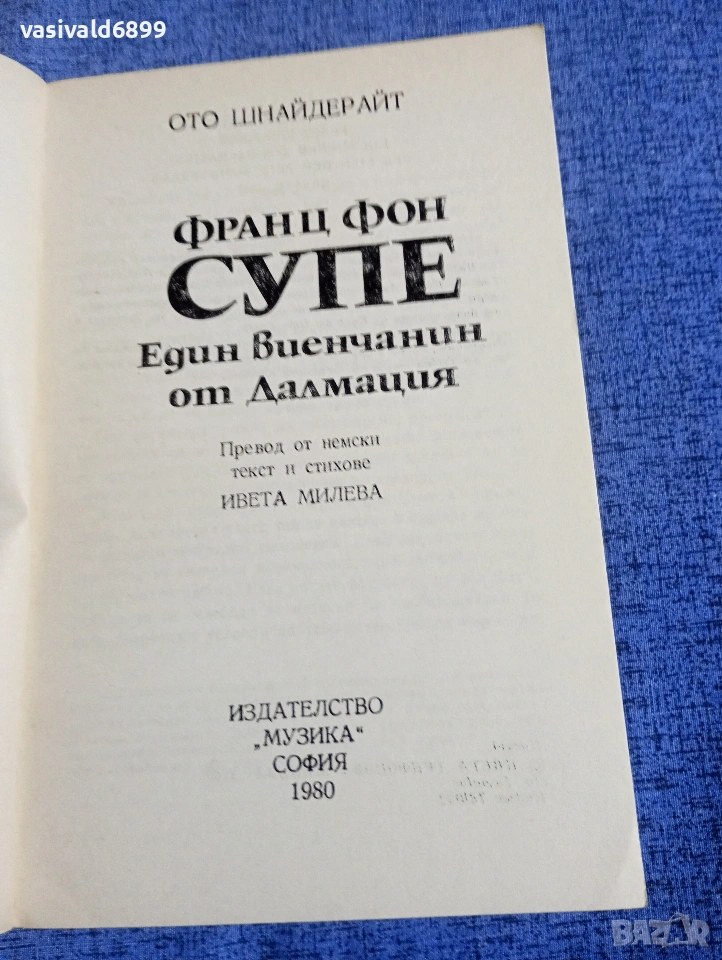 vasivald6899
ОТО ШНАЙДЕРАЙТ
ФРАНЦ ФОН
СУПЕ
Един виенчанин
от Далмация
Превод от немски
текст и стихове
ИВЕТА МИЛЕВА
ИЗДАТЕЛСТВО
„МУЗИКА“
СОФИЯ
1980
BAZAR